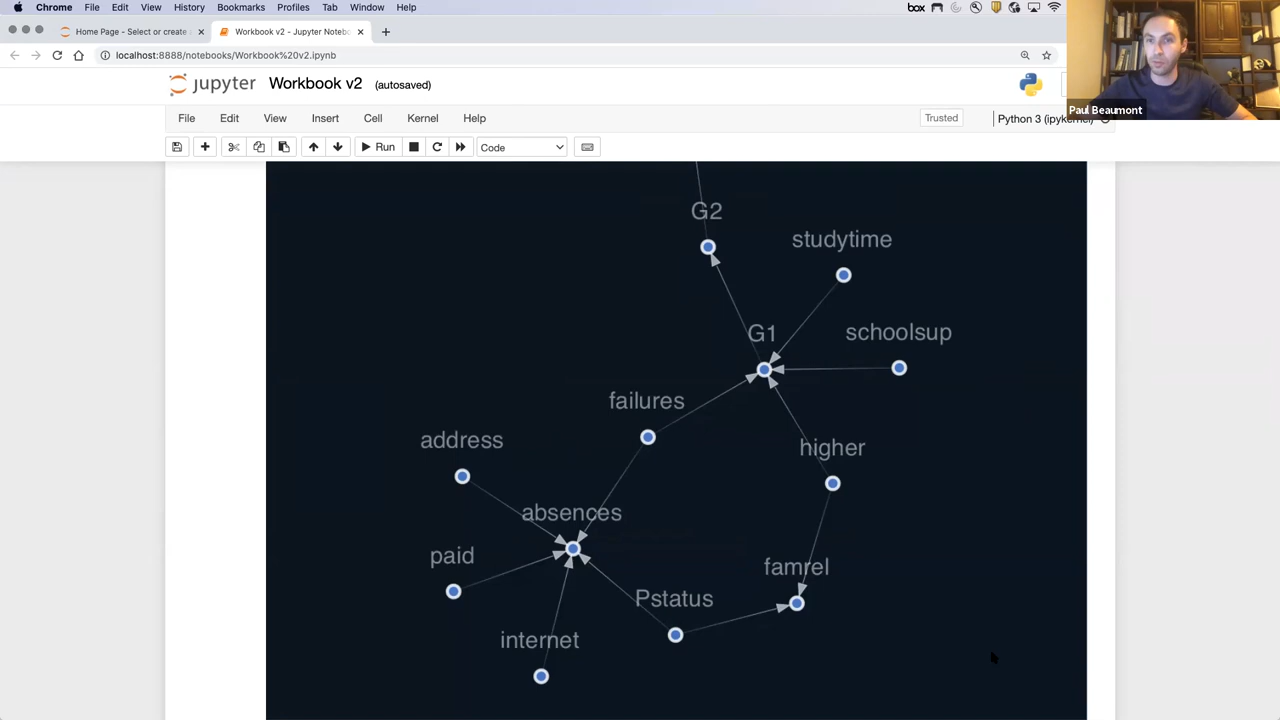 Chrome File Edit View History Bookmarks Profiles Tab Window Help box
Home Page - Select or create
Workbook v2 - Jupyter Notebo
localhost:8888/notebooks/Workbook%20v2.ipynb
jupyter Workbook v2 (autosaved)
Paul Beaumont
File Edit View Insert Cell Kernel Help Trusted Python 3 (ipykernel)
Run Code
G2
studytime
G1
schoolsup
failures
address
higher
absences
paid
famrel
Pstatus
internet